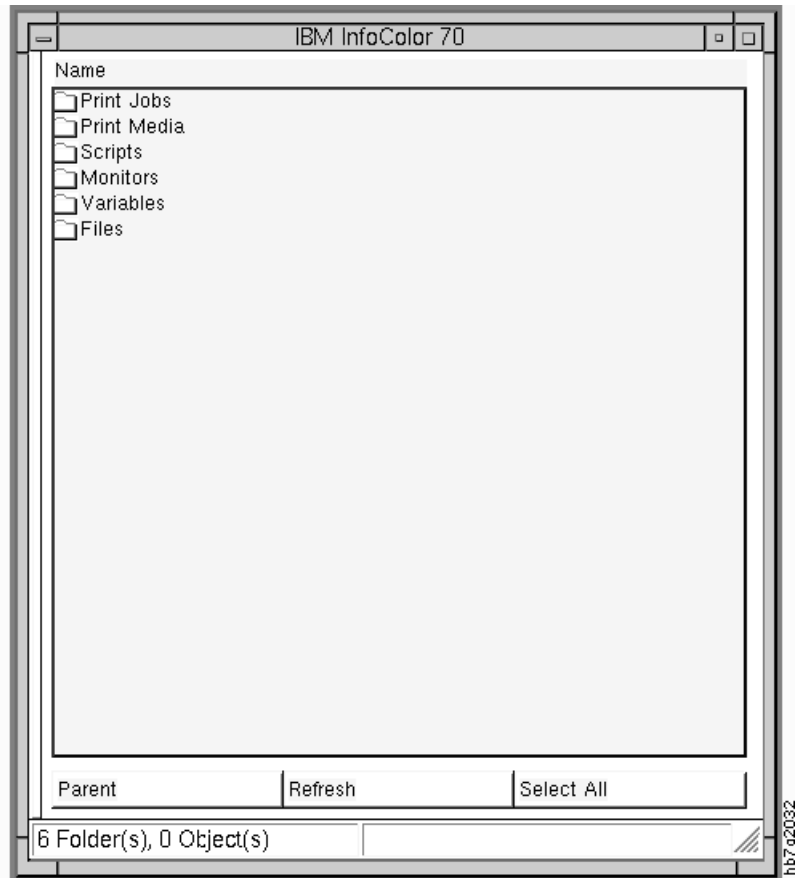 IBM InfoColor 70
Name
Print Jobs
Print Media
Scripts
Monitors
Variables
Files
Parent Refresh Select All
6 Folder(s), 0 Object(s)
hb7g2032